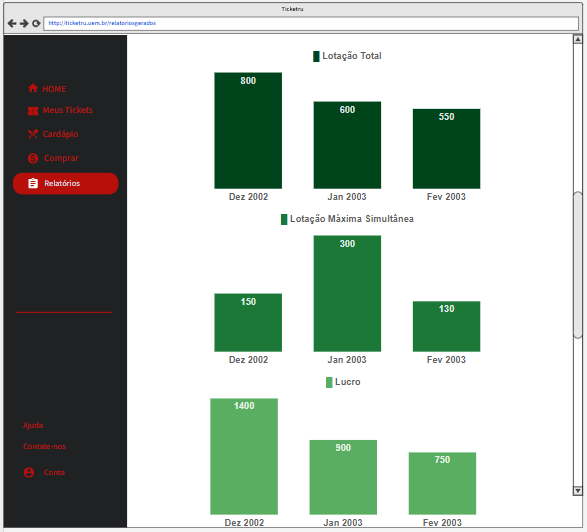 Ticketru
http://ticketru.uem.br/relatoriosgerados
HOME
Meus Tickets
Cardápio
Comprar
Relatórios
Ajuda
Contate-nos
Conta
Lotação Total
800
600
550
Dez 2002
Jan 2003
Fev 2003
Lotação Màxima Simultânea
150
300
130
Dez 2002
Jan 2003
Fev 2003
Lucro
1400
900
750
Dez 2002
Jan 2003
Fev 2003